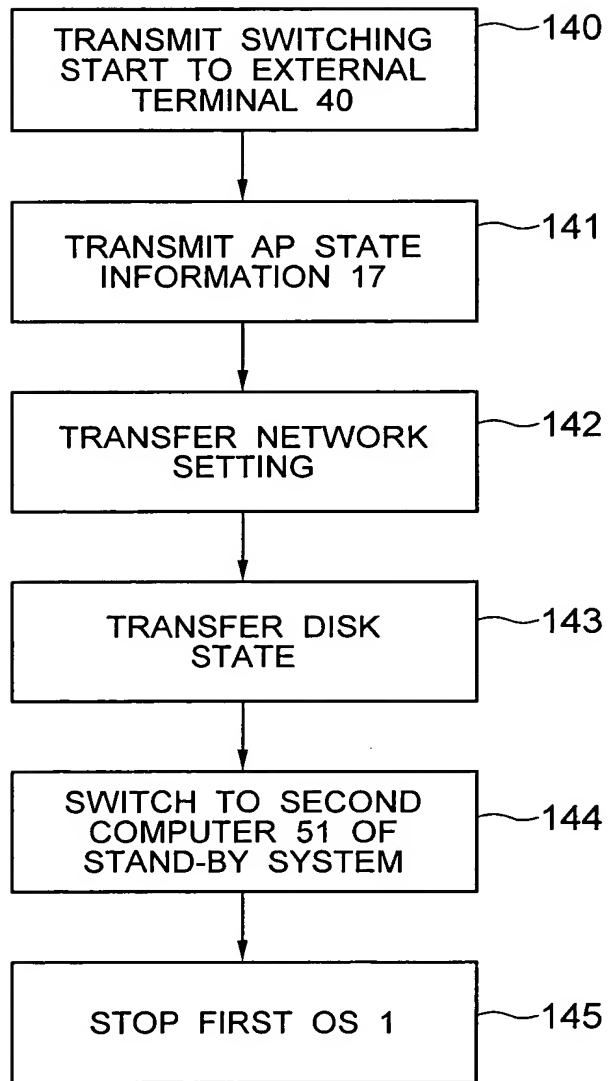 TRANSMIT SWITCHING
START TO EXTERNAL
TERMINAL 40
140
TRANSMIT AP STATE
INFORMATION 17
141
TRANSFER NETWORK
SETTING
142
TRANSFER DISK
STATE
143
SWITCH TO SECOND
COMPUTER 51 OF
STAND-BY SYSTEM
144
STOP FIRST OS 1
145